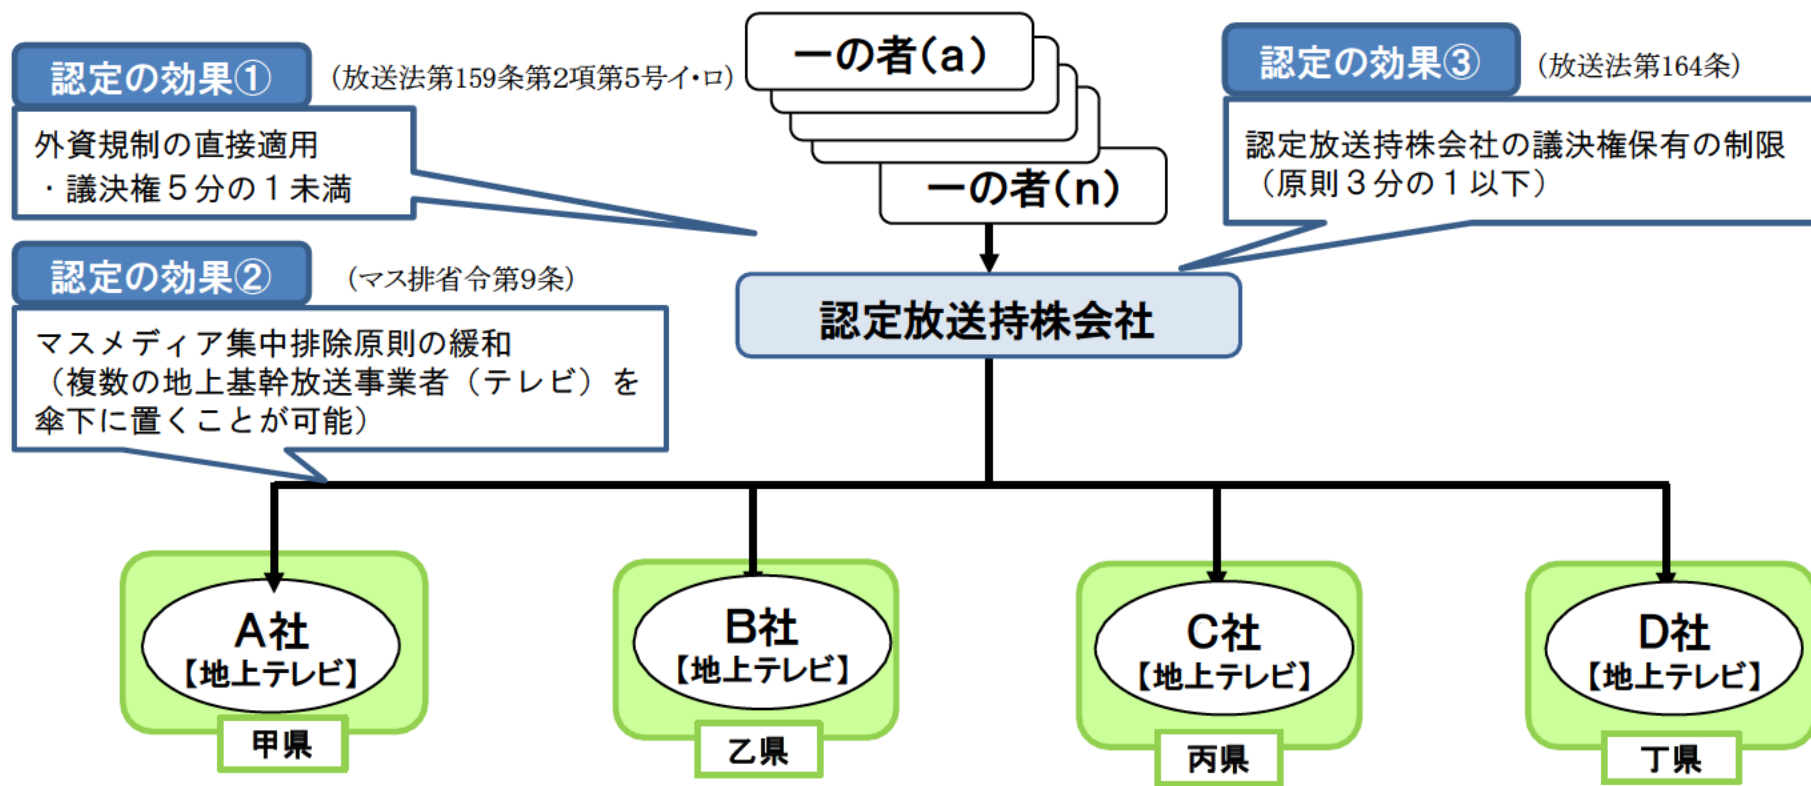 一の者(a)
一の者(n)
認定の効果①
(放送法第159条第2項第5号イ・ロ)
外資規制の直接適用
・議決権５分の１未満
認定の効果③
(放送法第164条)
認定放送持株会社の議決権保有の制限
（原則３分の１以下）
認定の効果②
(マス排省令第9条)
マスメディア集中排除原則の緩和
（複数の地上基幹放送事業者（テレビ）を
傘下に置くことが可能）
認定放送持株会社
A社
【地上テレビ】
甲県
B社
【地上テレビ】
乙県
C社
【地上テレビ】
丙県
D社
【地上テレビ】
丁県